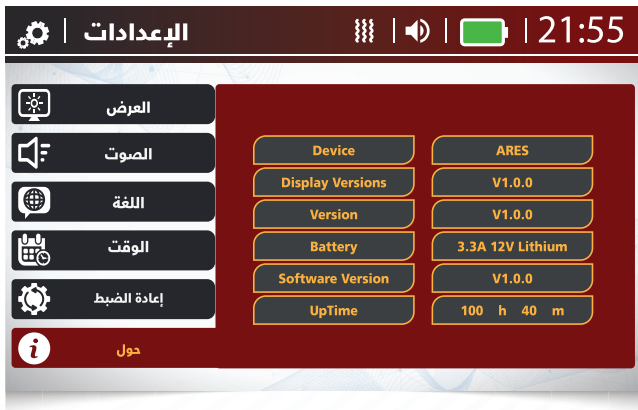 الإعدادات
21:55
العرض
الصوت
اللغة
الوقت
إعادة الضبط
حول
Device ARES
Display Versions V1.0.0
Version V1.0.0
Battery 3.3A 12V Lithium
Software Version V1.0.0
UpTime 100 h 40 m